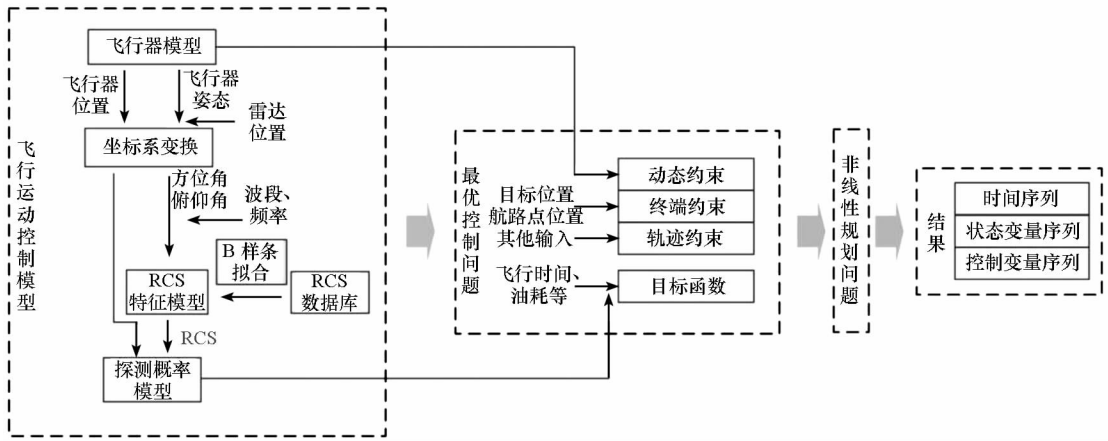 飞行运动控制模型
飞行器模型
飞行器
位置
飞行器
姿态
雷达
位置
坐标系变换
方位角
俯仰角
波段、
频率
B 样条
拟合
RCS
特征模型
RCS
数据库
RCS
探测概率
模型
最优控制问题
目标位置
航路点位置
其他输入
飞行时间、
油耗等
动态约束
终端约束
轨迹约束
目标函数
非线性规划问题
结果
时间序列
状态变量序列
控制变量序列